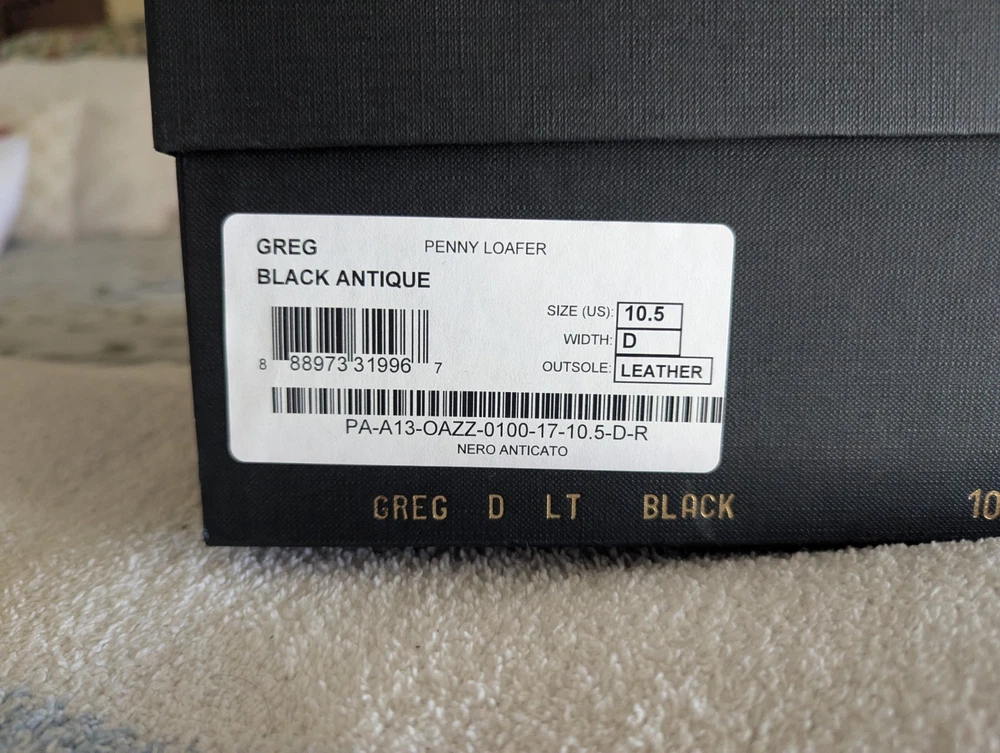 GREG PENNY LOAFER
BLACK ANTIQUE
SIZE (US): 10.5
WIDTH: D
OUTSOLE: LEATHER
8 88973 31996 7
PA-A13-OAZZ-0100-17-10.5-D-R
NERO ANTICATO
GREG D LT BLACK 10